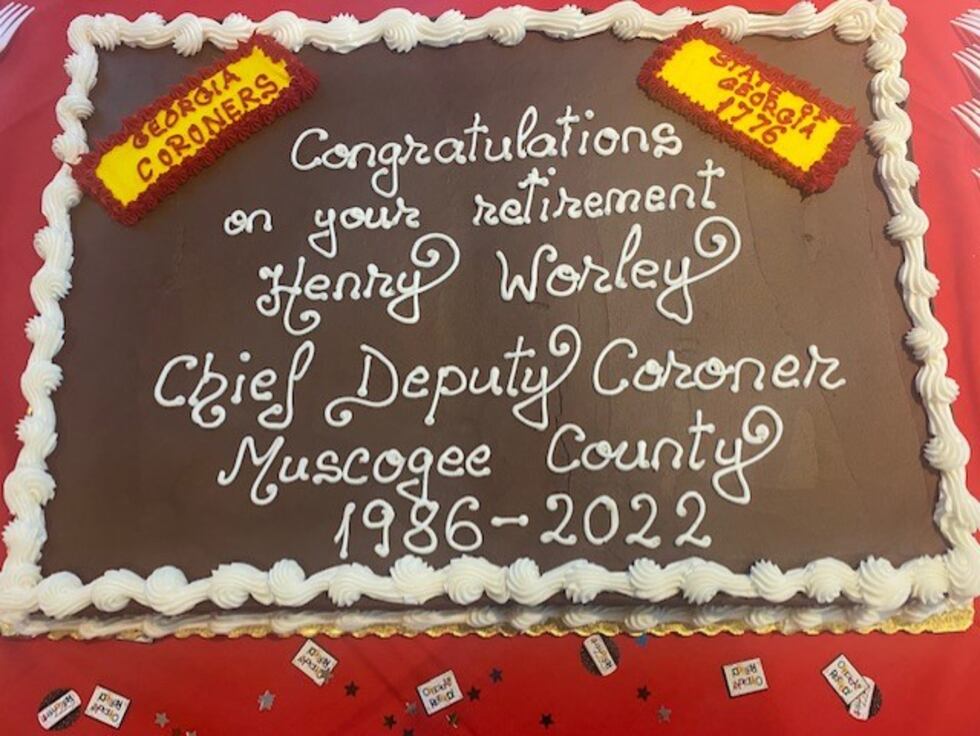 GEORGIA
CORONERS
STATE OF
GEORGIA
1776
Congratulations
on your retirement
Henry Worley
Chief Deputy Coroner
Muscogee County
1986-2022